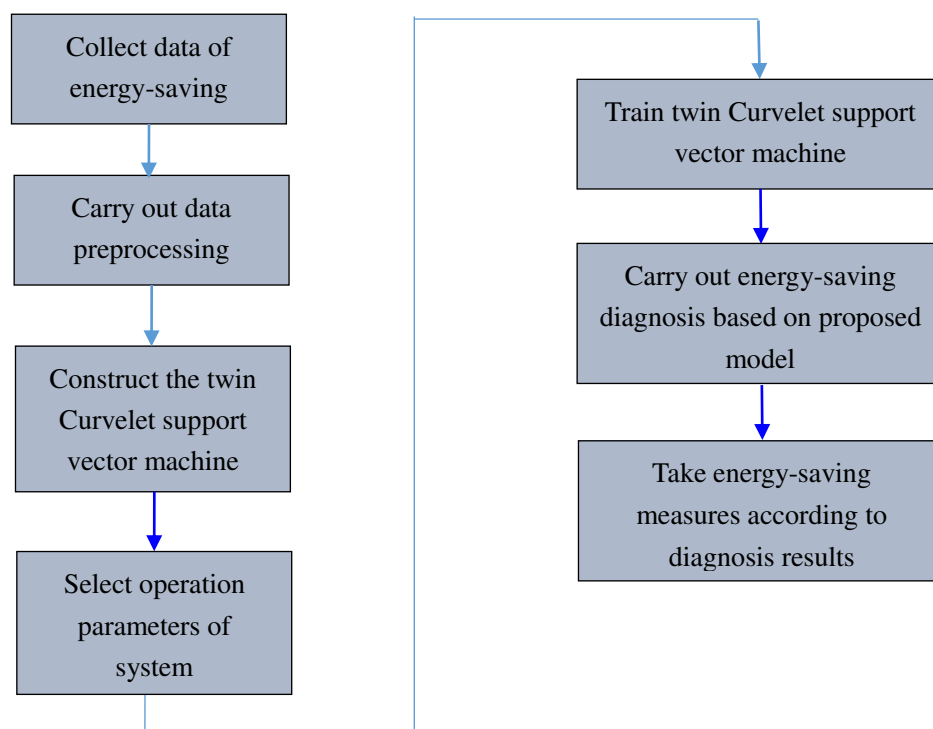 Collect data of
energy-saving
Carry out data
preprocessing
Construct the twin
Curvelet support
vector machine
Select operation
parameters of
system
Train twin Curvelet support
vector machine
Carry out energy-saving
diagnosis based on proposed
model
Take energy-saving
measures according to
diagnosis results